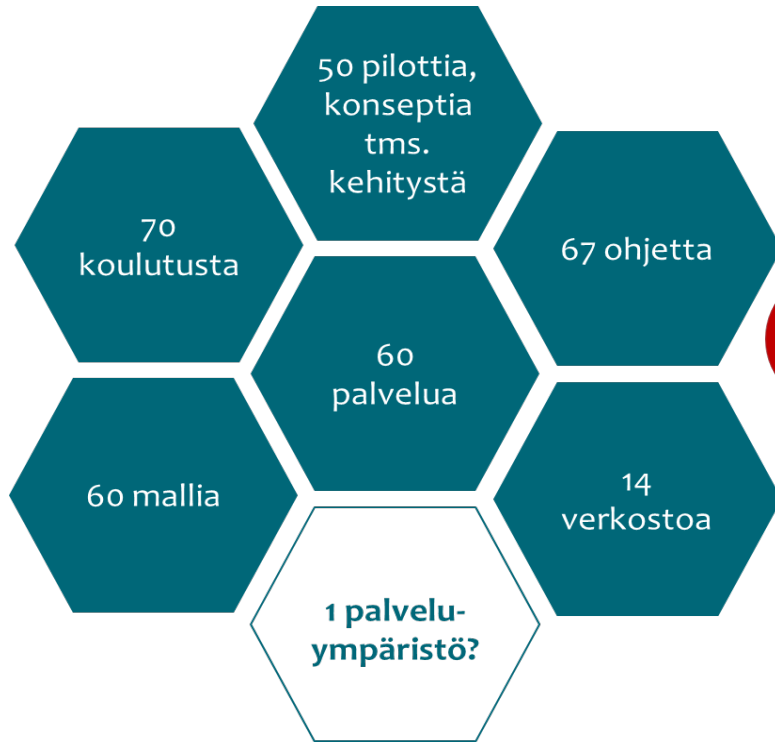 50 pilottia,
konseptia
tms.
kehitystä
70
koulutusta
67 ohjetta
60
palvelua
60 mallia
14
verkostoa
1 palvelu-
ympäristö?